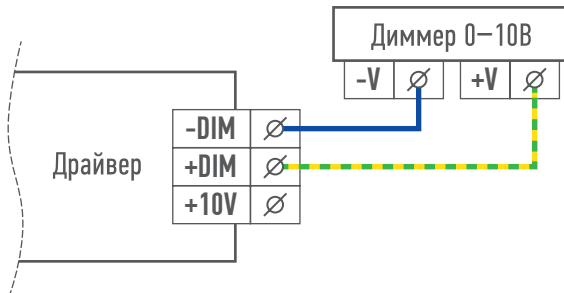 Диммер 0–10В
-V
+V
-DIM
Драйвер
+DIM
+10V